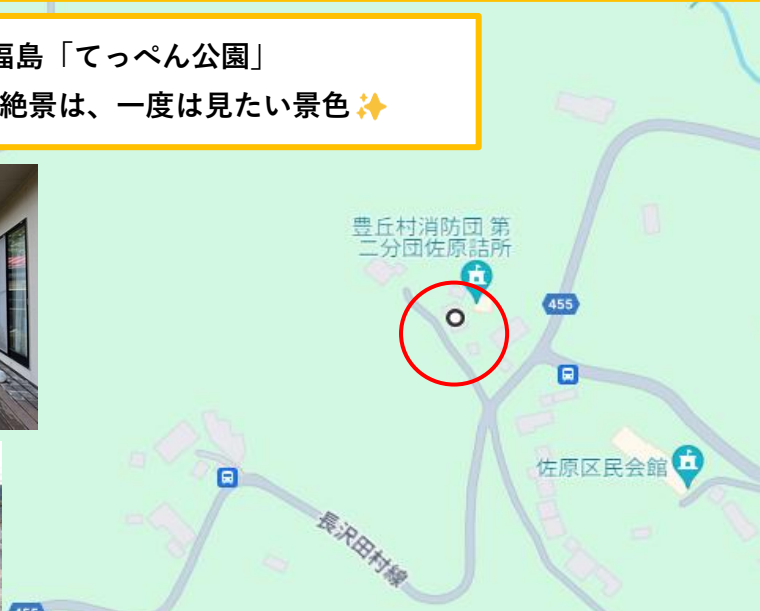 福島「てっぺん公園」
絶景は、一度は見たい景色✨
豊丘村消防団 第
二分団佐原詰所
455
佐原区民会館
長沢田村線
455